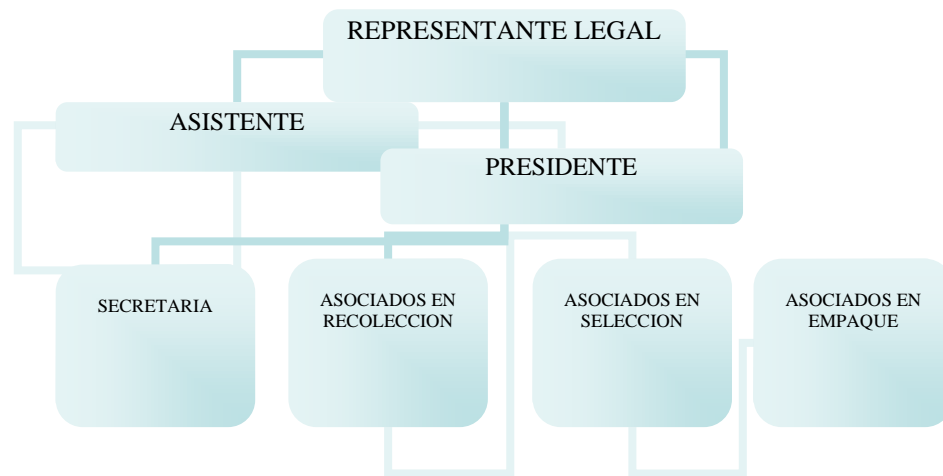 REPRESENTANTE LEGAL
ASISTENTE
PRESIDENTE
SECRETARIA
ASOCIADOS EN
RECOLECCION
ASOCIADOS EN
SELECCION
ASOCIADOS EN
EMPAQUE